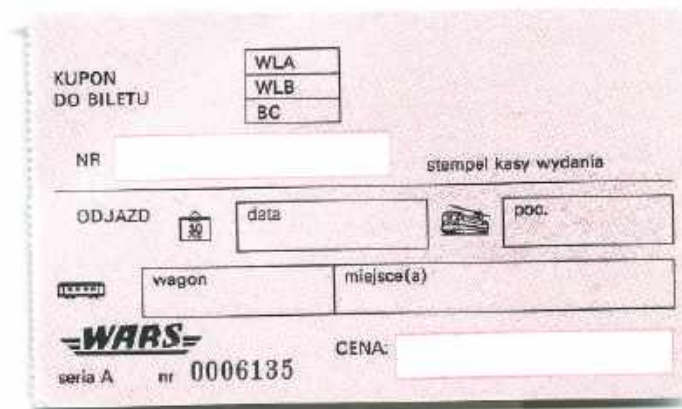 KUPON
DO BILETU
WLA
WLB
BC
NR
stempel kasy wydania
ODJAZD
10
data
poc.
wagon
miejsce(a)
WARS
CENA:
seria A nr 0006135